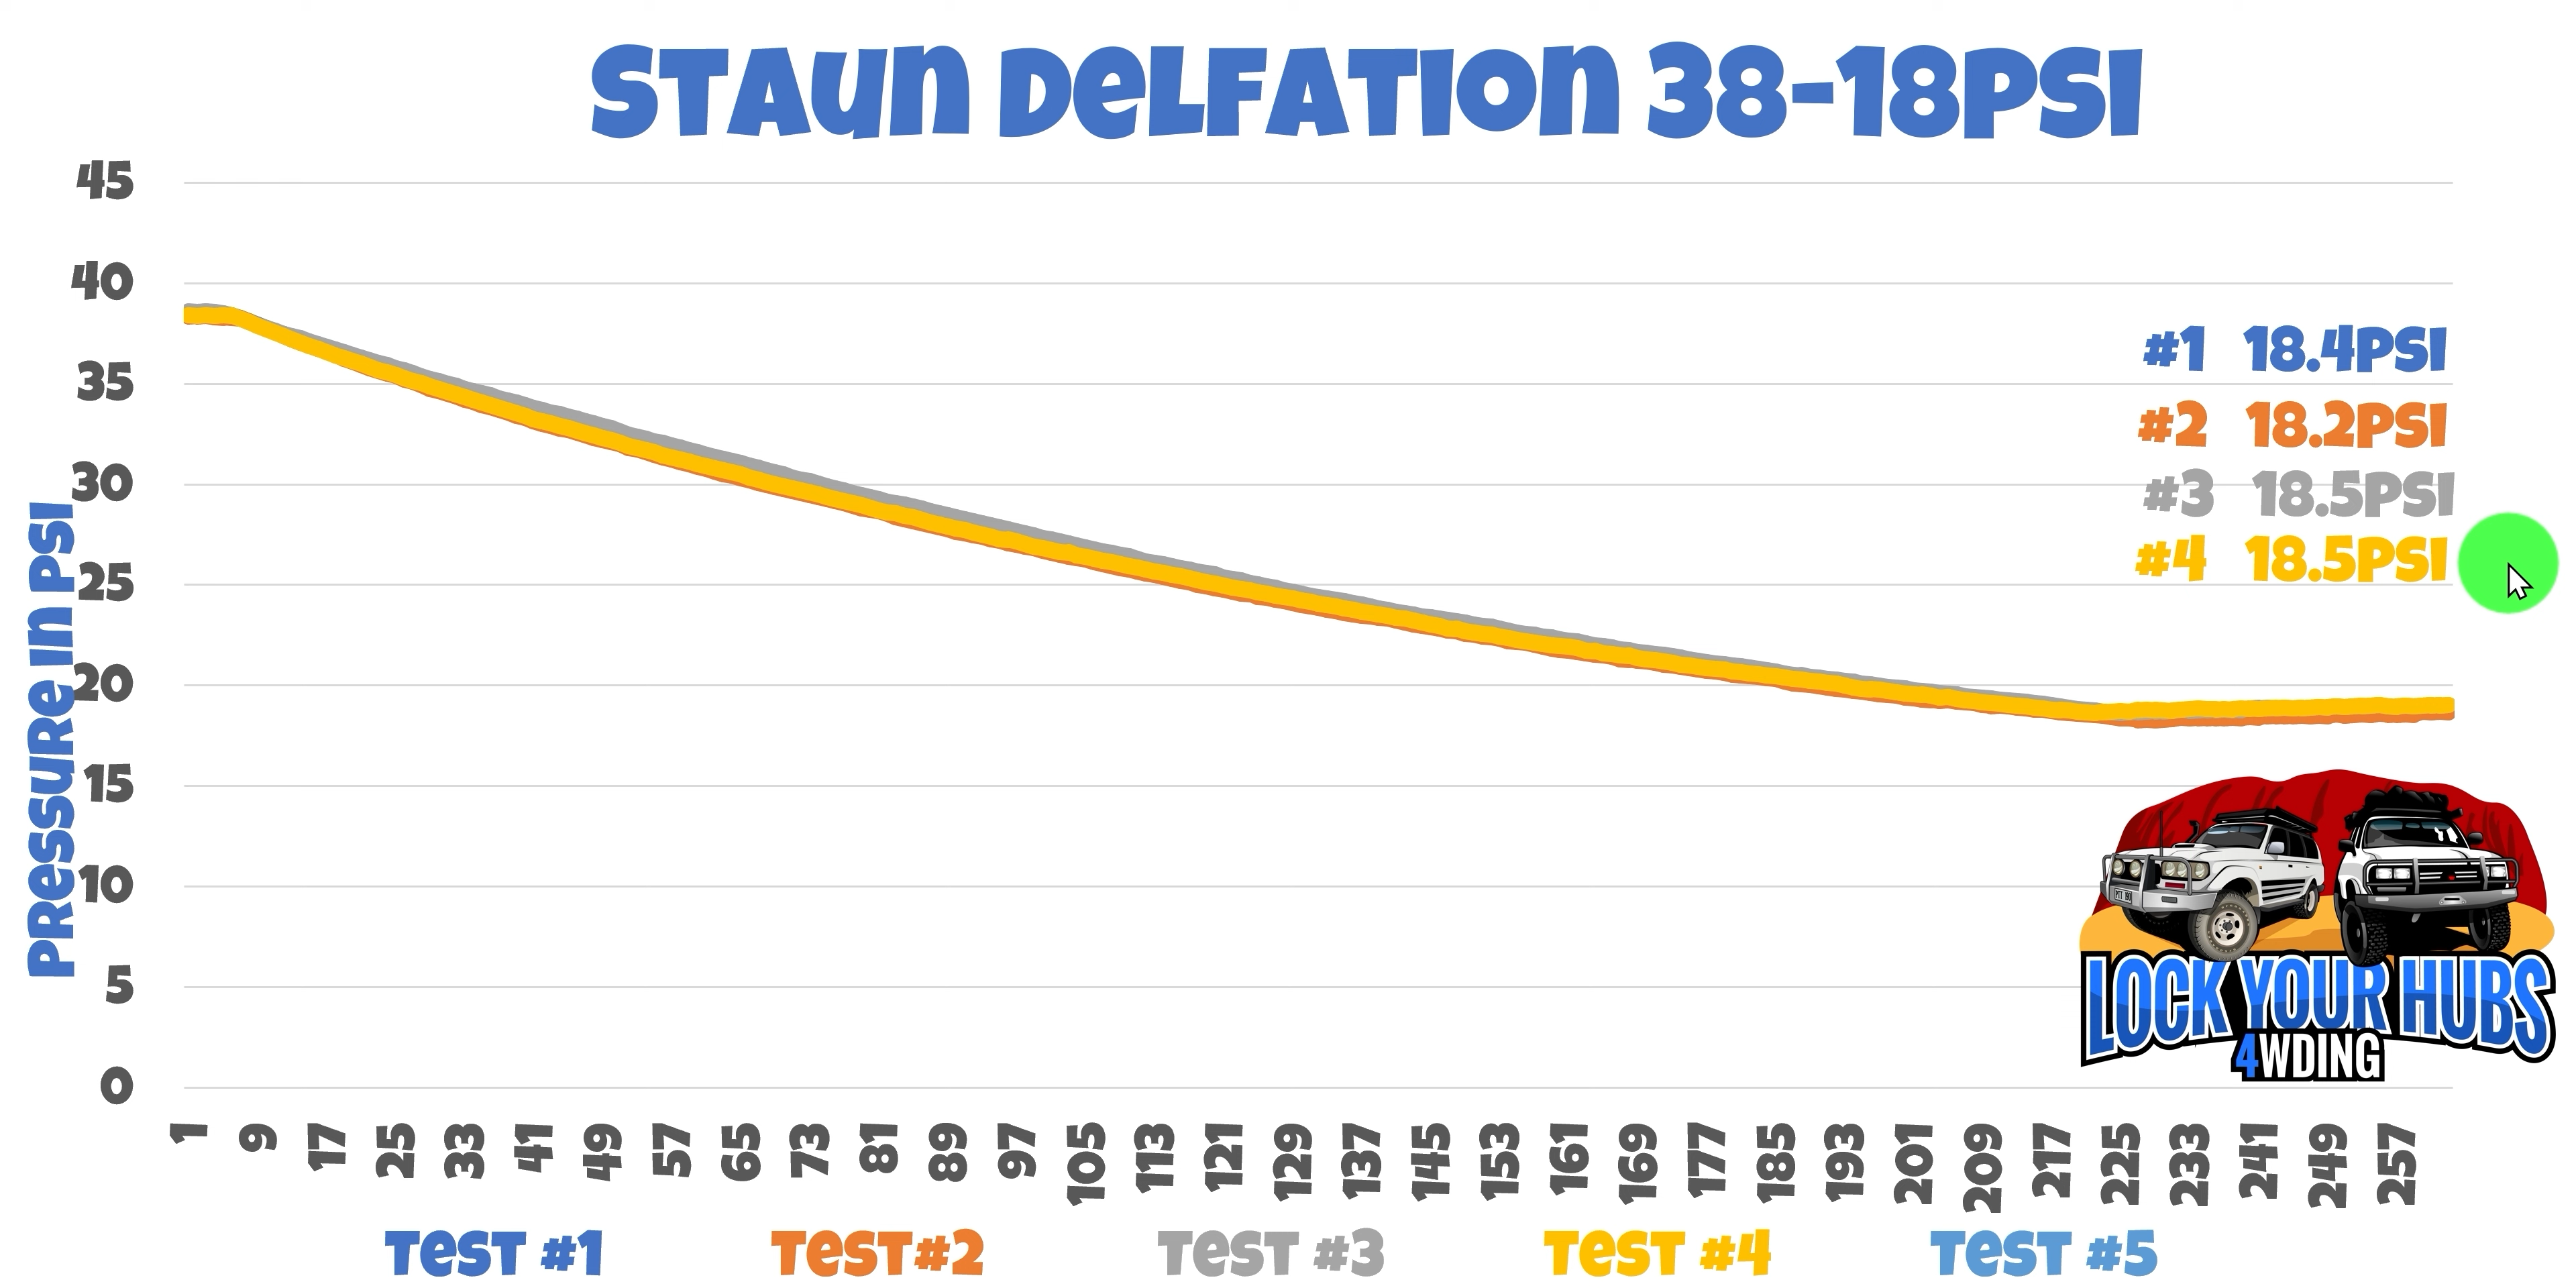 STAUN DELFATION 38-18PSI
45
40
35
30
25
20
15
10
5
0
PRESSURE IN PSI
#1 18.4PSI
#2 18.2PSI
#3 18.5PSI
#4 18.5PSI
LOCK YOUR HUBS
4WDING
1 9 17 25 33 41 49 57 65 73 81 89 97 105 113 121 129 137 145 153 161 169 177 185 193 201 209 217 225 233 241 249 257
TEST #1 TEST#2 TEST #3 TEST #4 TEST #5